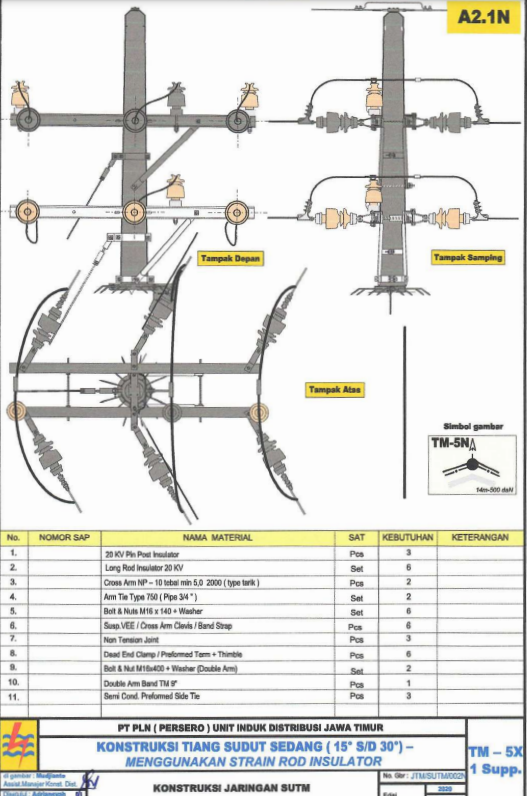 A2.1N
Tampak Depan
Tampak Samping
Tampak Atas
Simbol gambar
TM-5N
14m-500 daN
No. NOMOR SAP NAMA MATERIAL SAT KEBUTUHAN KETERANGAN
1. 20 KV Pin Post Insulator Pcs 3
2. Long Rod Insulator 20 KV Set 6
3. Cross Arm NP – 10 tebal min 5,0 2000 ( type tarik ) Pcs 2
4. Arm Tie Type 750 ( Pipe 3/4 " ) Set 2
5. Bolt & Nuts M16 x 140 + Washer Set 6
6. Susp.VEE / Cross Arm Clevis / Band Strap Pcs 6
7. Non Tension Joint Pcs 3
8. Dead End Clamp / Preformed Term + Thimble Pcs 6
9. Bolt & Nut M16x400 + Washer (Double Arm) Set 2
10. Double Arm Band TM 9" Pcs 1
11. Semi Cond. Preformed Side Tie Pcs 3
PT PLN ( PERSERO ) UNIT INDUK DISTRIBUSI JAWA TIMUR
KONSTRUKSI TIANG SUDUT SEDANG ( 15° S/D 30°) –
MENGGUNAKAN STRAIN ROD INSULATOR
TM – 5X
1 Supp.
di gambar : Mudjianto
Assist.Manajer Konst. Dist.
KONSTRUKSI JARINGAN SUTM
No. Gbr : JTM/SUTM/002N
2020